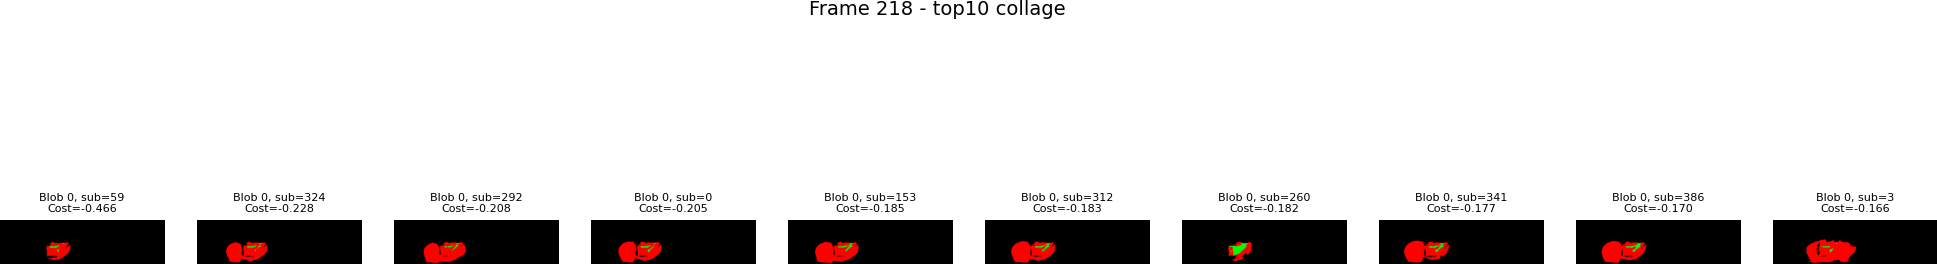 Frame 218 - top10 collage
Blob 0, sub=59
Cost=-0.466
Blob 0, sub=324
Cost=-0.228
Blob 0, sub=292
Cost=-0.208
Blob 0, sub=0
Cost=-0.205
Blob 0, sub=153
Cost=-0.185
Blob 0, sub=312
Cost=-0.183
Blob 0, sub=260
Cost=-0.182
Blob 0, sub=341
Cost=-0.177
Blob 0, sub=386
Cost=-0.170
Blob 0, sub=3
Cost=-0.166